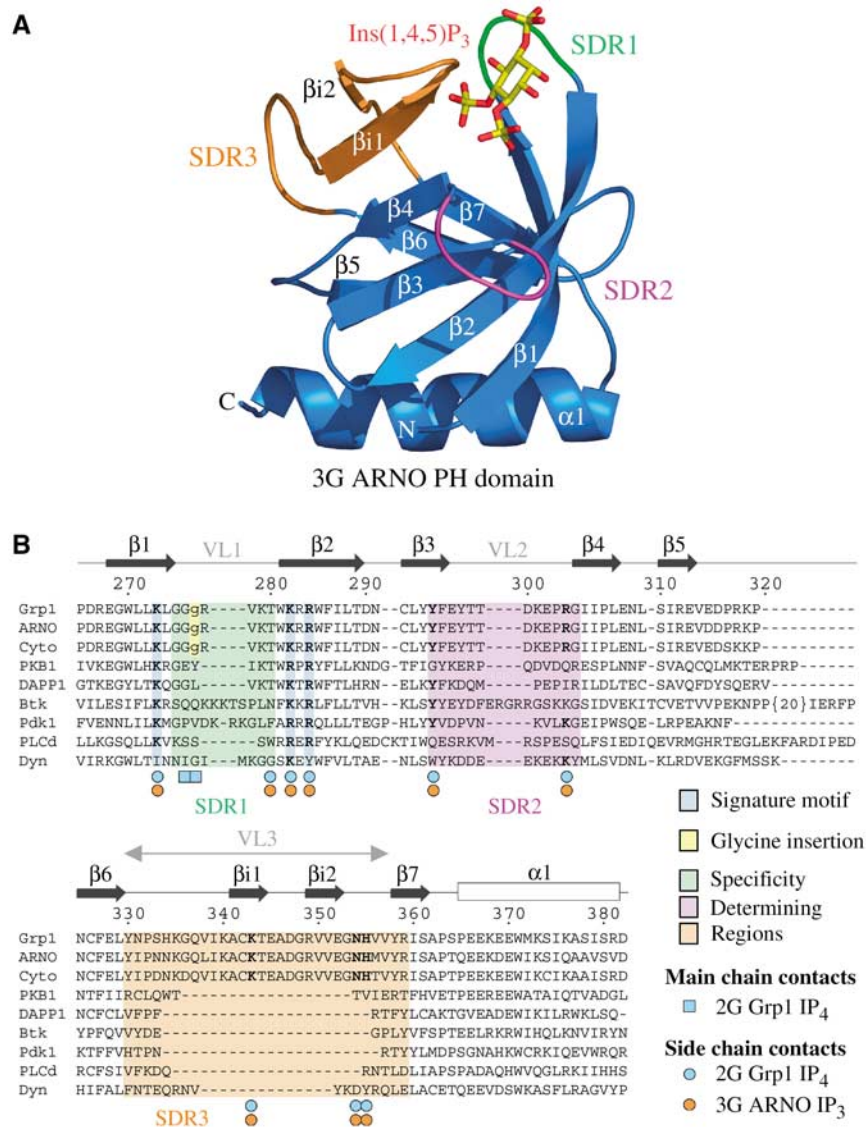 A
Ins(1,4,5)P3
SDR1
βi2
βi1
SDR3
β4
β7
β6
β5
β3
SDR2
β2
β1
C
N
α1
3G ARNO PH domain
B
β1 VL1 β2 β3 VL2 β4 β5
270 280 290 300 310 320
Grp1 PDREGWLLKLGGgR----VKTWKRRWFILTDN--CLYYFEYTT----DKEPRGIIPLENL-SIREVEDPRKP
ARNO PDREGWLLKLGGgR----VKTWKRRWFILTDN--CLYYFEYTT----DKEPRGIIPLENL-SIREVDDPRKP
Cyto PDREGWLLKLGGgR----VKTWKRRWFILTDN--CLYYFEYTT----DKEPRGIIPLENL-SIREVEDPRKP
PKB1 IVKEGWLHKRGEY-----IKTWRPRYFLLKNDG-TFIGYKERP----QDVDQRESPLNNF-SVAQCQLMKTERPRP
DAPP1 GTKEGYLTKQGGL-----VKTWKTRWFTLHRN--ELKYFKDQM----PEPIRILDLTEC-SAVQFDYSQERV
Btk VILESIFLKRSQQKKKTSPLNFKKRLFLLTVH--KLSYYEYDFERGRRGSKKGSIDVEKITCVETVVPEKNPP{20}IERFP
Pdk1 FVENNLILKMGPVDK-RKGLFARRRQLLLTEG-PHLYYVDPVN----KVLKGEIPWSQE-LRPEAKNF
PLCd LLKGSQLLKVKSS-----SWRRERFYKLQEDCKTIWQESRKVM--RSPESQLFSIEDIQEVRMGHRTEGLEKFARDIPED
Dyn VIRKGWLTINNIGI---MKGGSKEYWFVLTAE--NLSWYKDDE----EKEKKYMLSVDNL-KLRDVEKGFMSSK
SDR1 SDR2
β6 VL3 βi1 βi2 β7 α1
330 340 350 360 370 380
Grp1 NCFELYNPSHKGQVIKACKTEADGRVVEGNHVVYRISAPSPEEKEEWMKSIKASISRD
ARNO NCFELYIPNNKGQLIKACKTEADGRVVEGNHMVYRISAPTQEEKDEWIKSIQAAVSVD
Cyto NCFELYIPDNKDQVIKACKTEADGRVVEGNHTVYRISAPTPEEKEEWIKCIKAAISRD
PKB1 NTFIIRCLQWT------------------TVIERTFHVETPEEREEWATAIQTVADGL
DAPP1 NCFCLVFPF----------------------RTFYLCAKTGVEADEWIKILRWKLSQ-
Btk YPFQVVYDE----------------------GPLYVFSPTEELRKRWIHQLKNVIRYN
Pdk1 KTFFVHTPN-----------------------KTYYLMDPSGNAHKWCRKIQEVWRQR
PLCd RCFSIVFKDQ---------------------RNTLDLIAPSPADAQHWVQGLRKIIHHS
Dyn HIFALFNTEQRNV--------------YKDYRQLELACETQEEVDSWKASFLRAGVYP
SDR3
Signature motif
Glycine insertion
Specificity
Determining
Regions
Main chain contacts
2G Grp1 IP4
Side chain contacts
2G Grp1 IP4
3G ARNO IP3